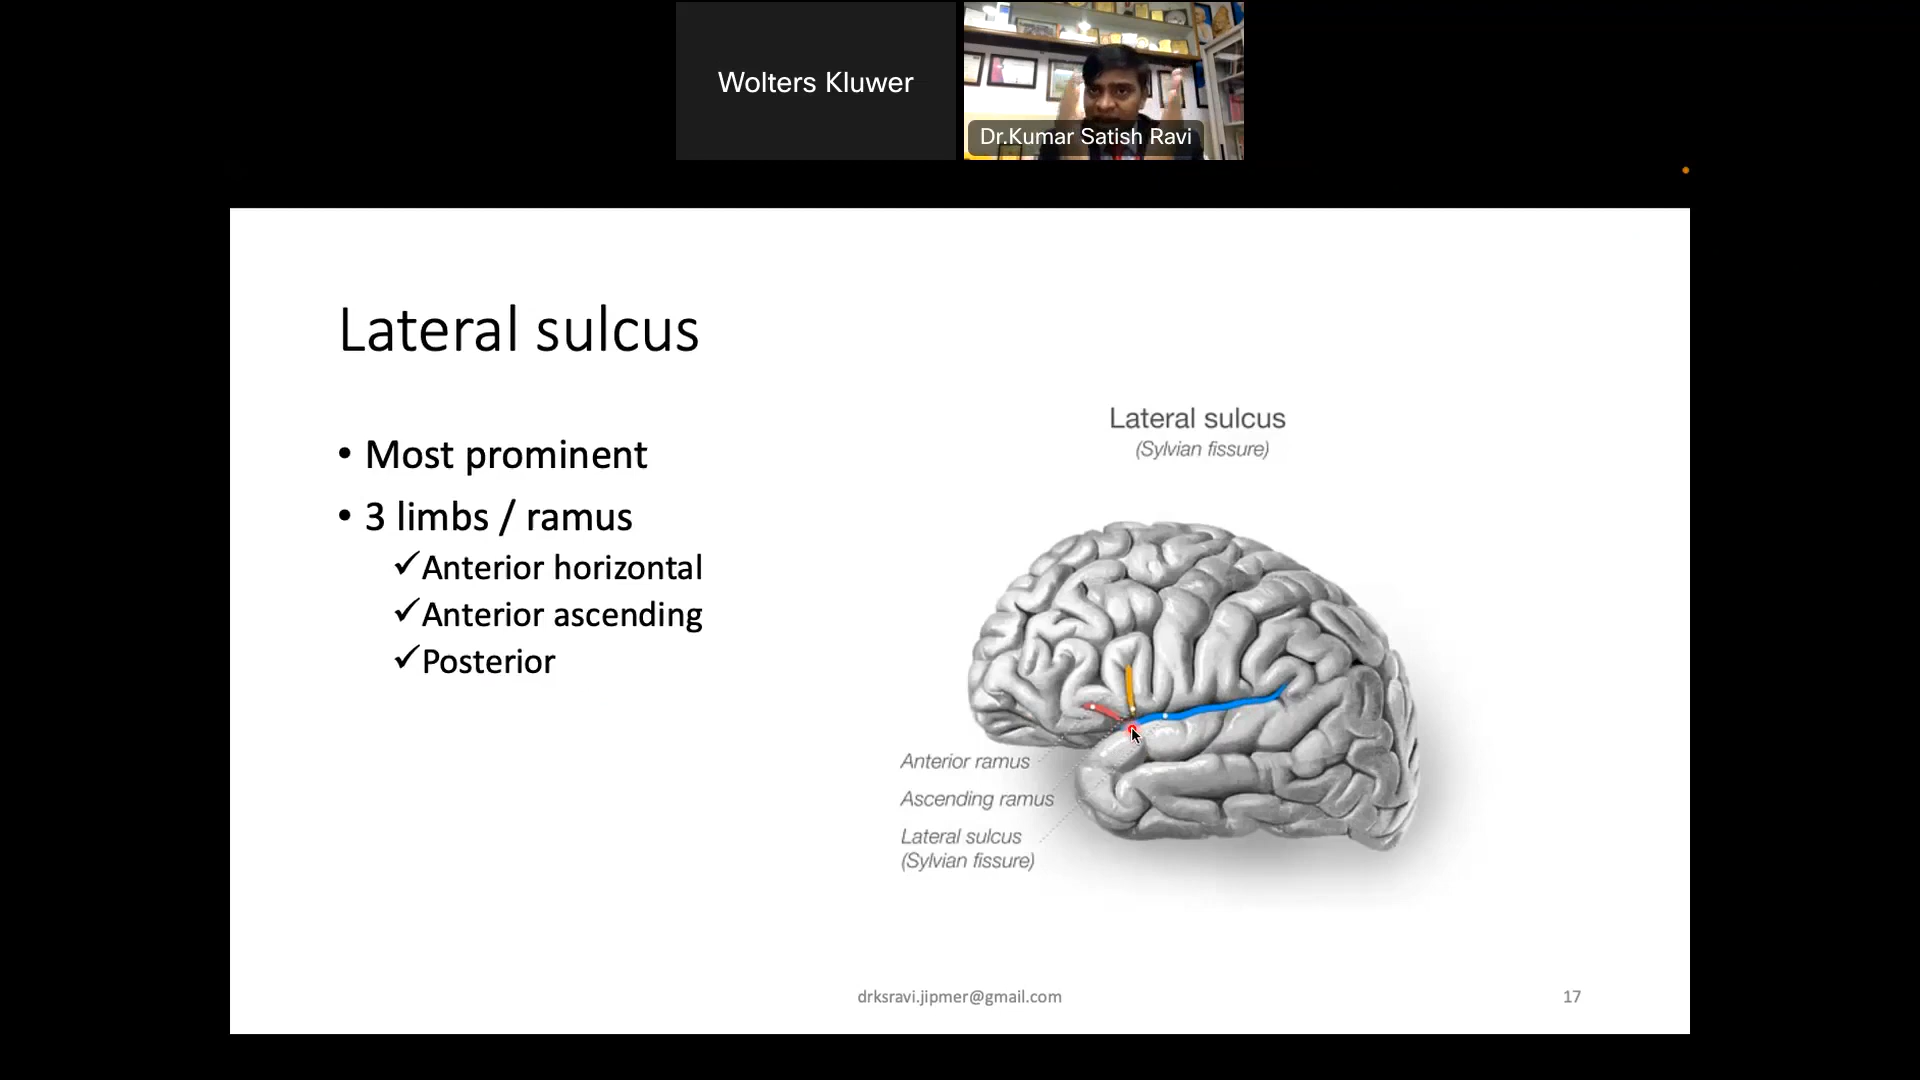 Wolters Kluwer
Dr.Kumar Satish Ravi
Lateral sulcus
• Most prominent
• 3 limbs / ramus
✓Anterior horizontal
✓Anterior ascending
✓Posterior
Lateral sulcus
(Sylvian fissure)
Anterior ramus
Ascending ramus
Lateral sulcus
(Sylvian fissure)
drksravi.jipmer@gmail.com
17